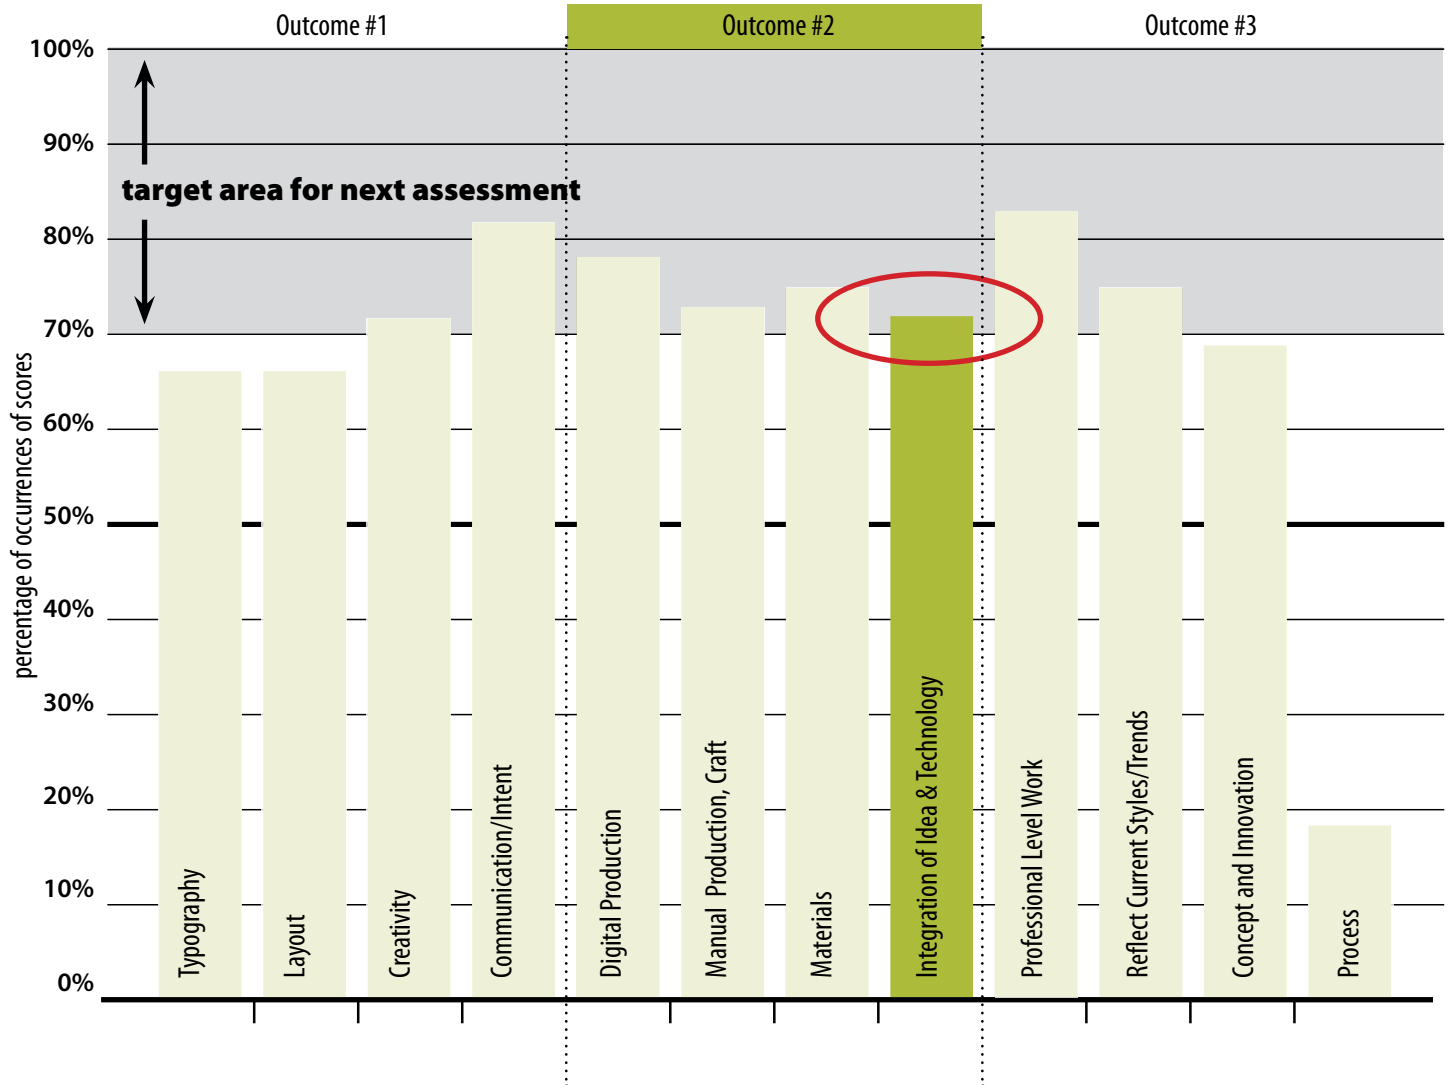 Outcome #1
Outcome #2
Outcome #3
100%
90%
target area for next assessment
80%
70%
60%
50%
40%
30%
20%
10%
0%
percentage of occurrences of scores
Typography
Layout
Creativity
Communication/Intent
Digital Production
Manual Production, Craft
Materials
Integration of Idea & Technology
Professional Level Work
Reflect Current Styles/Trends
Concept and Innovation
Process